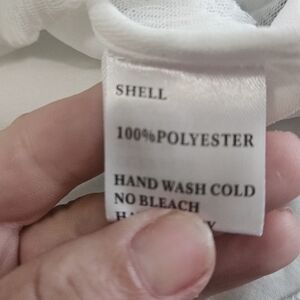 SHELL
100%POLYESTER
HAND WASH COLD
NO BLEACH